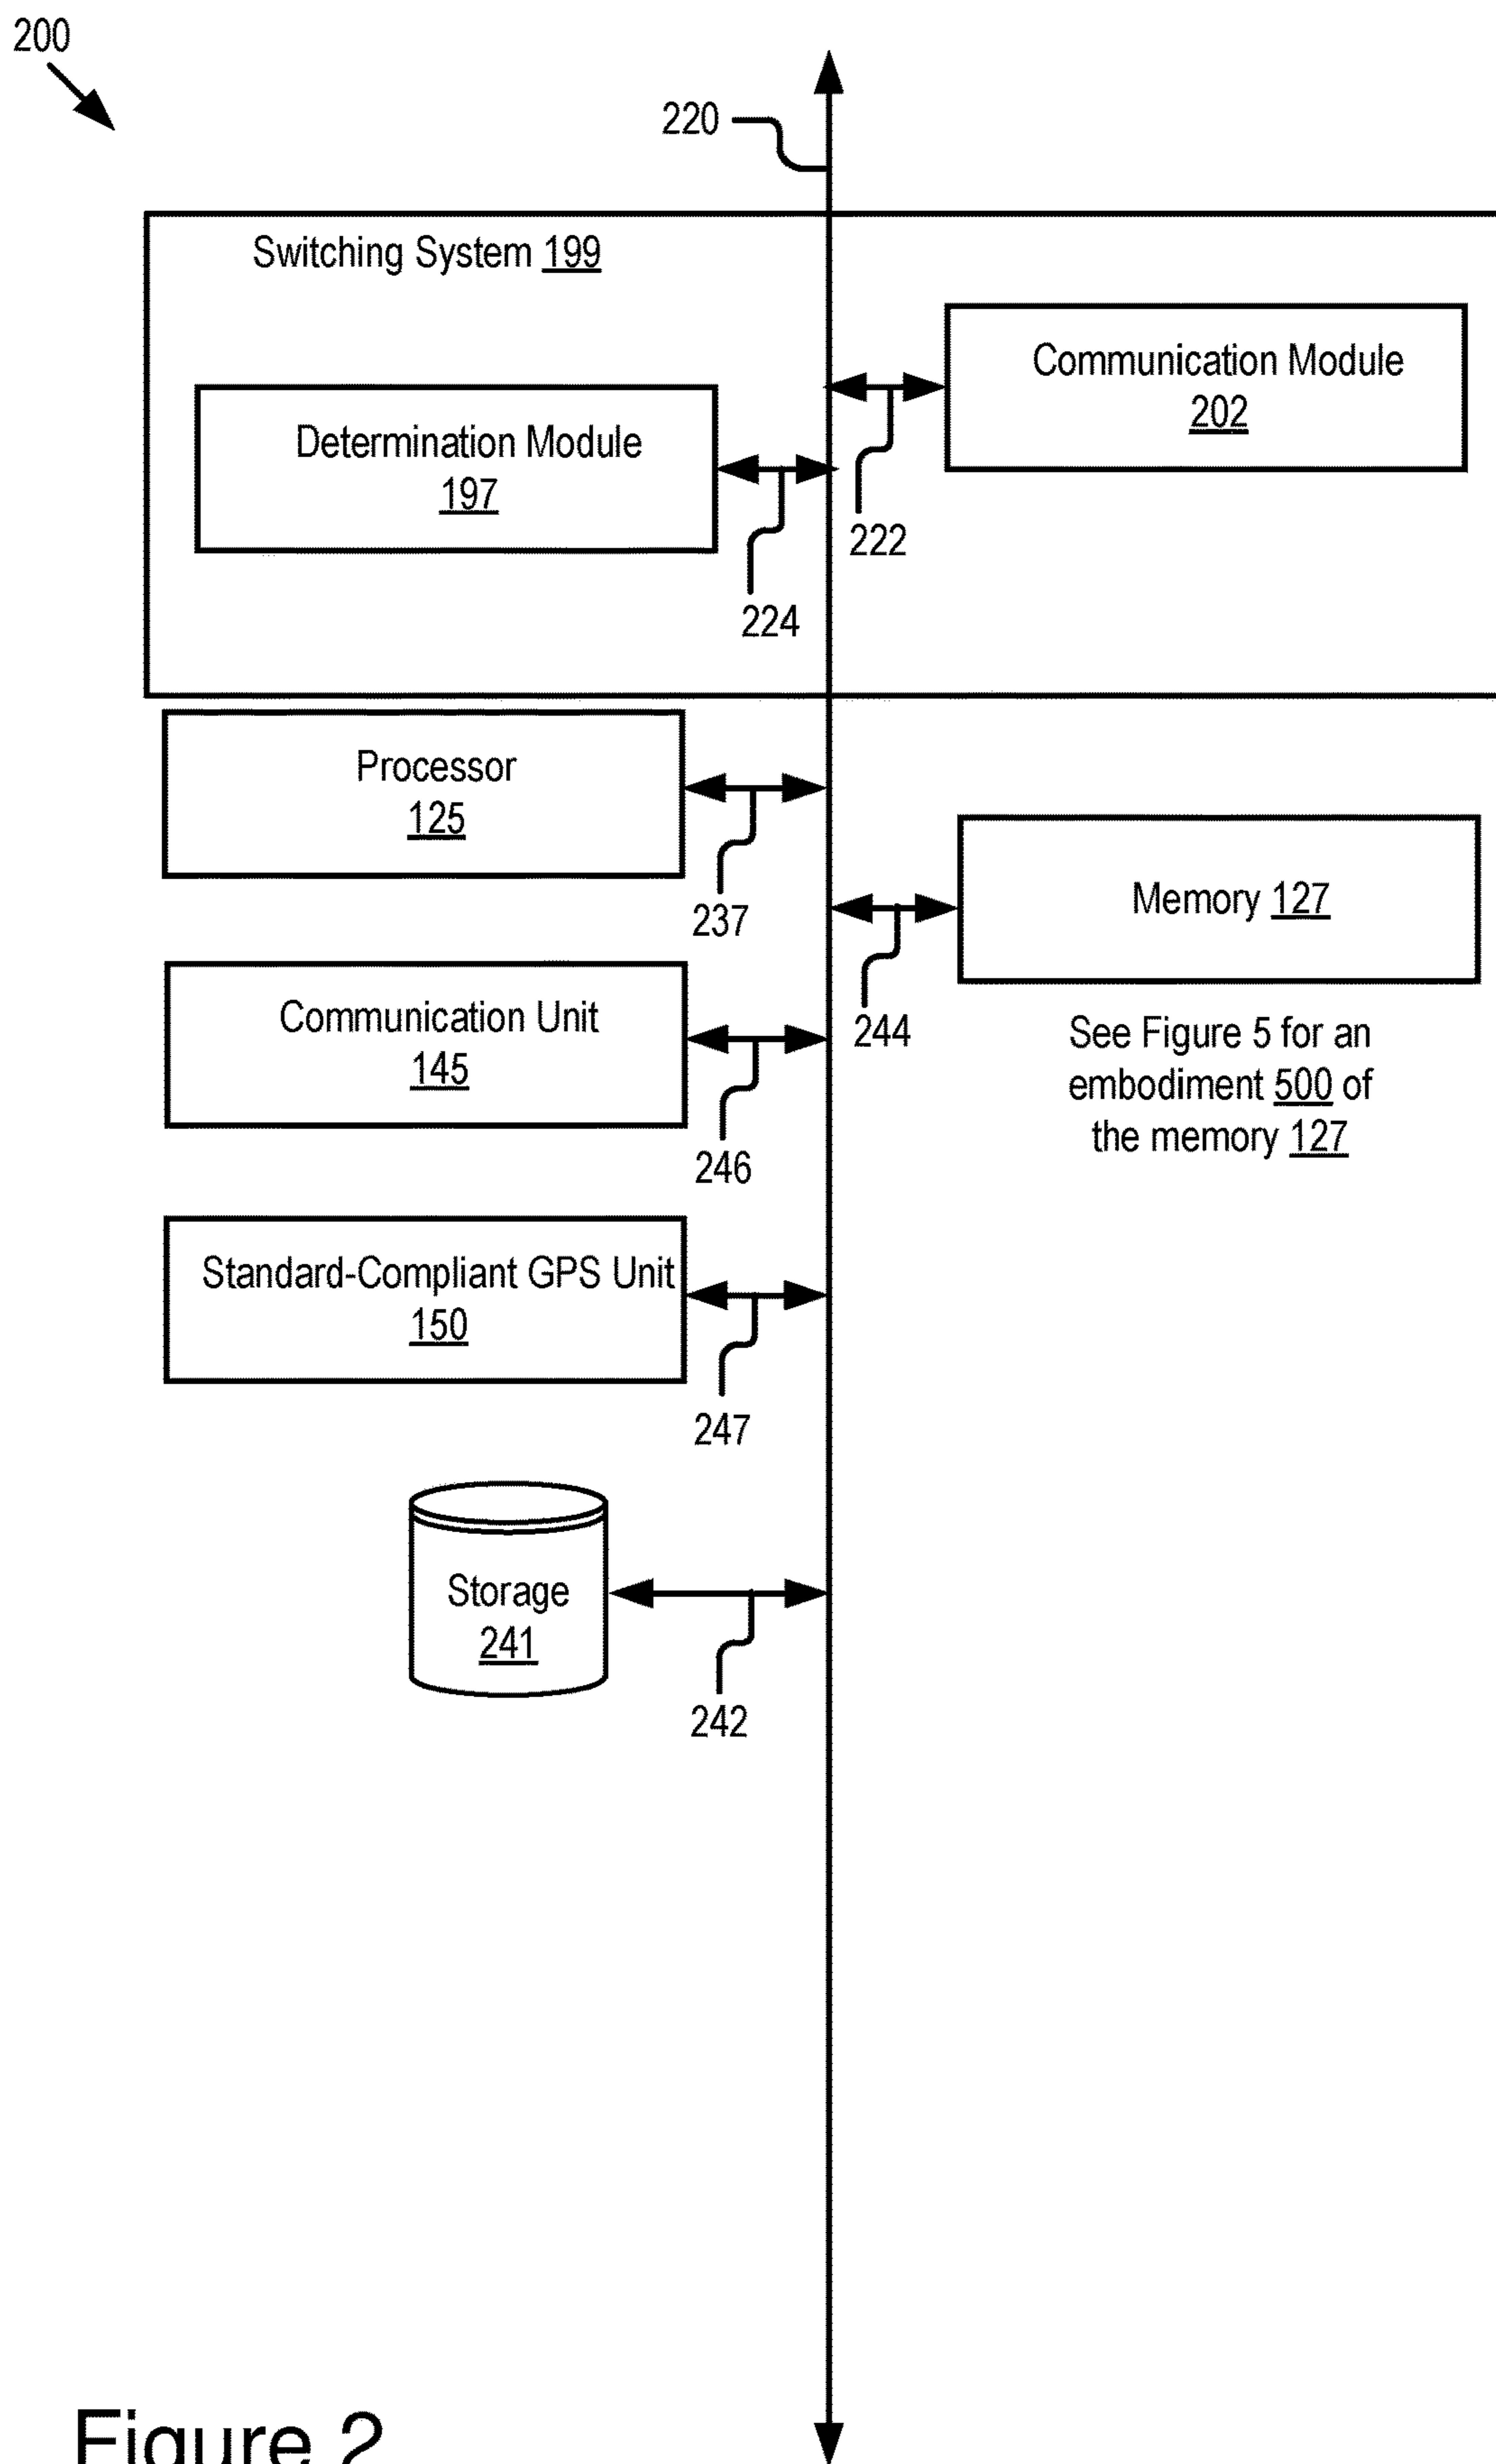 200
220
Switching System 199
Communication Module
202
Determination Module
197
222
224
Processor
125
237
Memory 127
Communication Unit
145
244
See Figure 5 for an
embodiment 500 of
the memory 127
246
Standard-Compliant GPS Unit
150
247
Storage
241
242
Figure 2